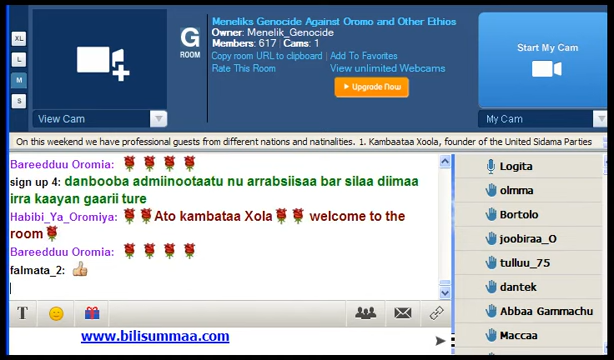 XL
L
M
S
View Cam
G
ROOM
Meneliks Genocide Against Oromo and Other Ethios
Owner: Menelik_Genocide
Members: 617 Cams: 1
Copy room URL to clipboard Add To Favorites
Rate This Room View unlimited Webcams
Upgrade Now
Start My Cam
My Cam
On this weekend we have professional guests from different nations and natinalities. 1. Kambaataa Xoola, founder of the United Sidama Parties
Bareedduu Oromia:
sign up 4: danbooba admiinootaatu nu arrabsiisaa bar silaa diimaa
irra kaayan gaarii ture
Habibi_Ya_Oromiya: Ato kambataa Xola welcome to the
room
Bareedduu Oromia:
falmata_2:
T
www.bilisummaa.com
Logita
olmma
Bortolo
joobiraa_O
tulluu_75
dantek
Abbaa Gammachu
Maccaa